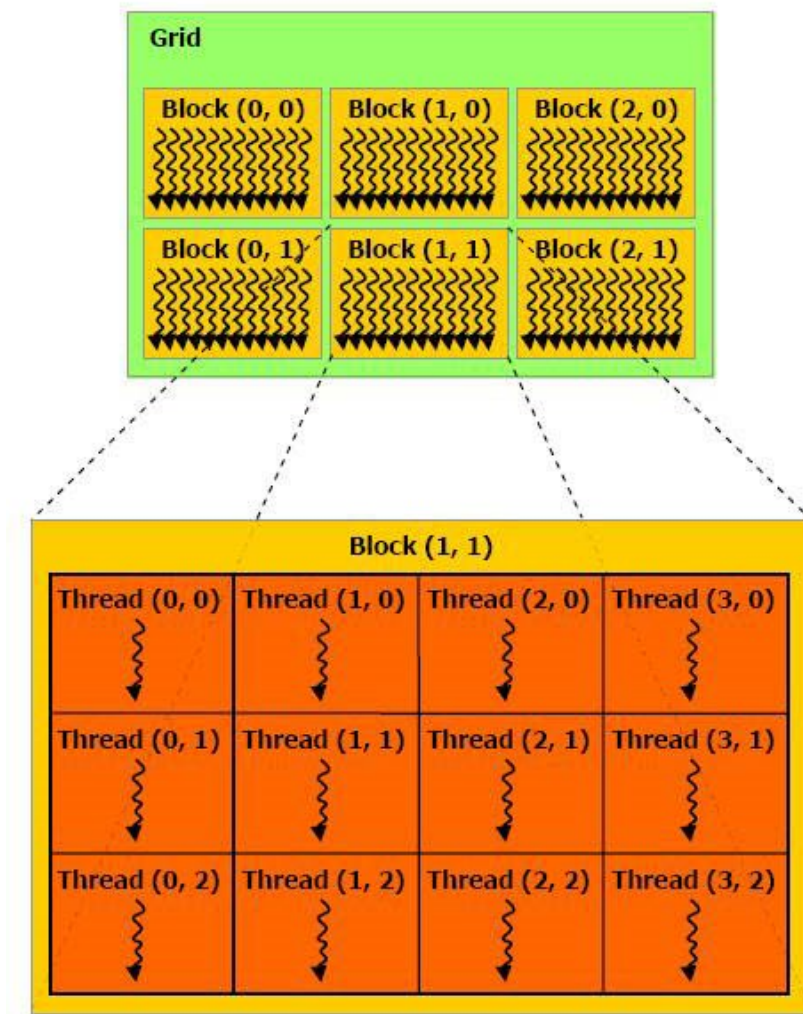 Grid
Block (0, 0) Block (1, 0) Block (2, 0)
Block (0, 1) Block (1, 1) Block (2, 1)
Block (1, 1)
Thread (0, 0) Thread (1, 0) Thread (2, 0) Thread (3, 0)
Thread (0, 1) Thread (1, 1) Thread (2, 1) Thread (3, 1)
Thread (0, 2) Thread (1, 2) Thread (2, 2) Thread (3, 2)